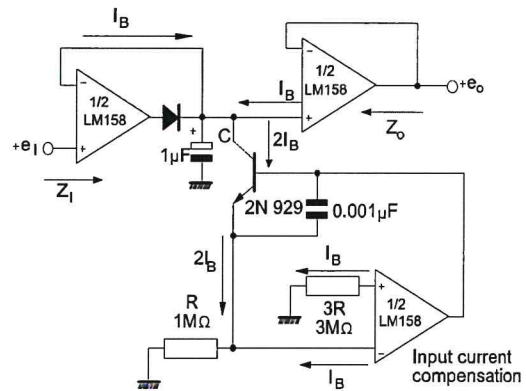 I_B
1/2
LM158
+e_I
Z_I
+
1µF
C
I_B
2I_B
1/2
LM158
+e_o
Z_o
2N 929
0.001µF
2I_B
R
1MΩ
I_B
3R
3MΩ
+
1/2
LM158
−
I_B
Input current
compensation